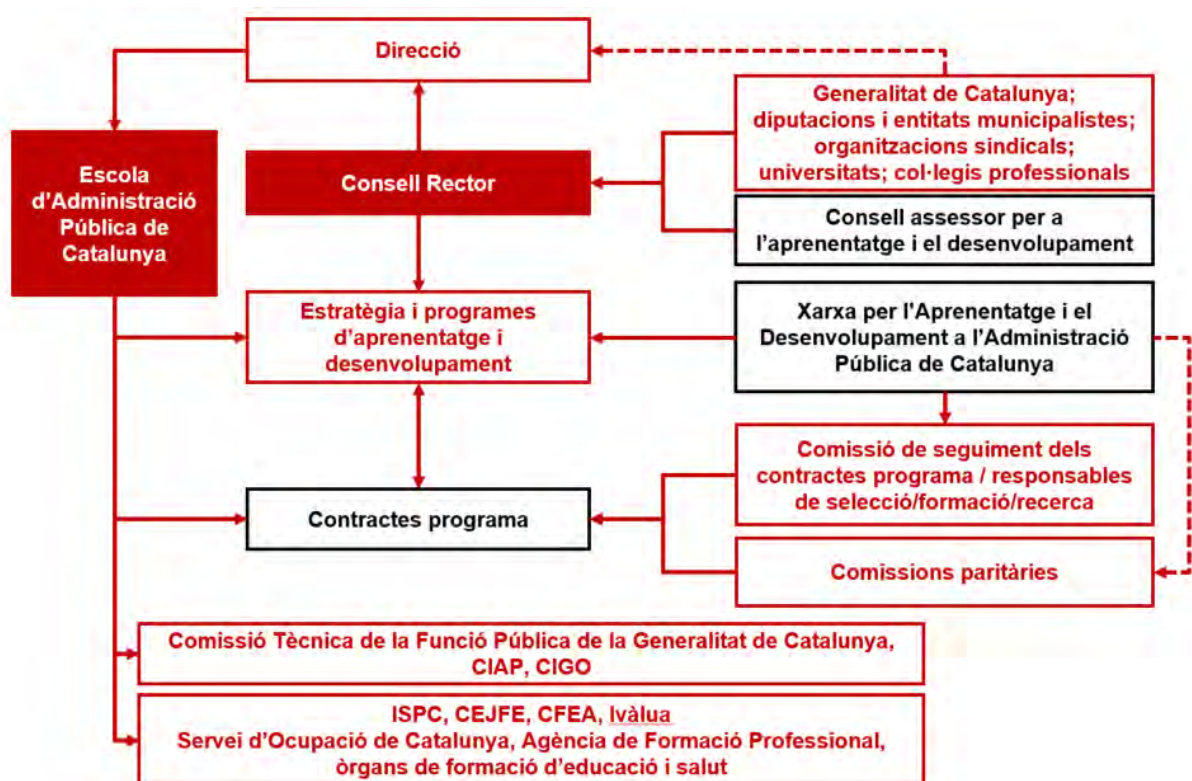 Direcció
Generalitat de Catalunya;
diputacions i entitats municipalistes;
organitzacions sindicals;
universitats; col·legis professionals
Escola
d'Administració
Pública de
Catalunya
Consell Rector
Consell assessor per a
l'aprenentatge i el desenvolupament
Estratègia i programes
d'aprenentatge i
desenvolupament
Xarxa per l'Aprenentatge i el
Desenvolupament a l'Administració
Pública de Catalunya
Comissió de seguiment dels
contractes programa / responsables
de selecció/formació/recerca
Contractes programa
Comissions paritàries
Comissió Tècnica de la Funció Pública de la Generalitat de Catalunya,
CIAP, CIGO
ISPC, CEJFE, CFEA, Ivàlua
Servei d'Ocupació de Catalunya, Agència de Formació Professional,
òrgans de formació d'educació i salut